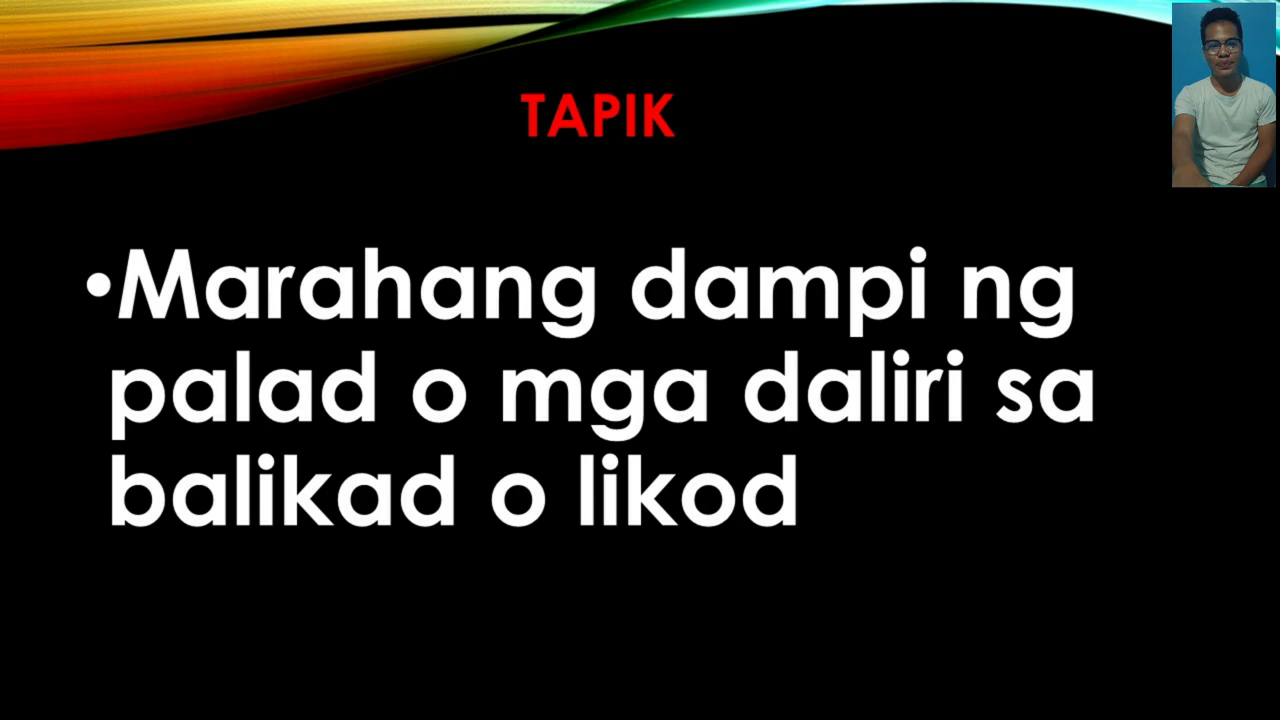 TAPIK
•Marahang dampi ng
palad o mga daliri sa
balikad o likod